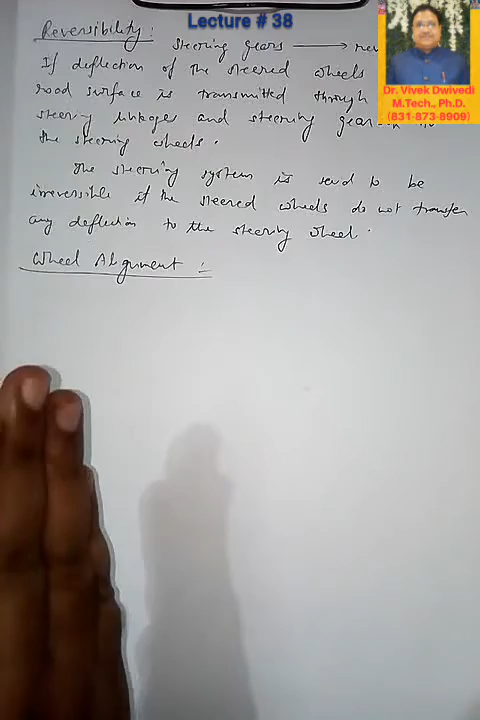 Lecture # 38
Dr. Vivek Dwivedi
M.Tech., Ph.D.
(831-873-8909)
Reversibility :
Steering gears → rev
If deflection of the steered wheels
road surface is transmitted through
steering linkages and steering gear
the steering wheels.
The steering system is said to be
irreversible if the steered wheels do not transfer
any deflection to the steering wheel.
Wheel Alignment :-